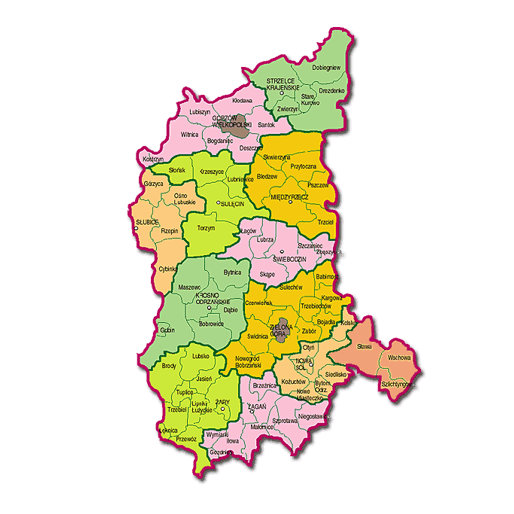 Dobiegniew
STRZELCE
KRAJEŃSKIE
Drezdenko
Stare
Kurowo
Zwierzyn
Kłodawa
Lubiszyn
GORZÓW
WIELKOPOLSKI
Santok
Witnica
Bogdaniec
Deszczno
Kostrzyn
Skwierzyna
Przytoczna
Słońsk
Krzeszyce
Lubniewice
Bledzew
Pszczew
Górzyca
Ośno
Lubuskie
SULĘCIN
MIĘDZYRZECZ
SŁUBICE
Rzepin
Torzym
Trzciel
Łagów
Lubrza
Szczaniec
Zbąszynek
ŚWIEBODZIN
Cybinka
Skąpe
Bytnica
Babimost
Maszewo
Sulechów
KROSNO
ODRZAŃSKIE
Czerwieńsk
Kargowa
Trzebiechów
Dąbie
Bobrowice
Bojadła
Kolsko
ZIELONA
GÓRA
Zabór
Gubin
Świdnica
Otyń
Sława
Lubsko
Nowogród
Bobrzański
NOWA
SÓL
Wschowa
Brody
Siedlisko
Jasień
Kożuchów
Brzeźnica
Bytom
Odrz.
Szlichtyngowa
Tuplice
Nowe
Miasteczko
Lipinki
Łużyckie
Trzebiel
ŻARY
ŻAGAŃ
Niegosławice
Szprotawa
Małomice
Łęknica
Przewóz
Wymiarki
Iłowa
Gozdnica